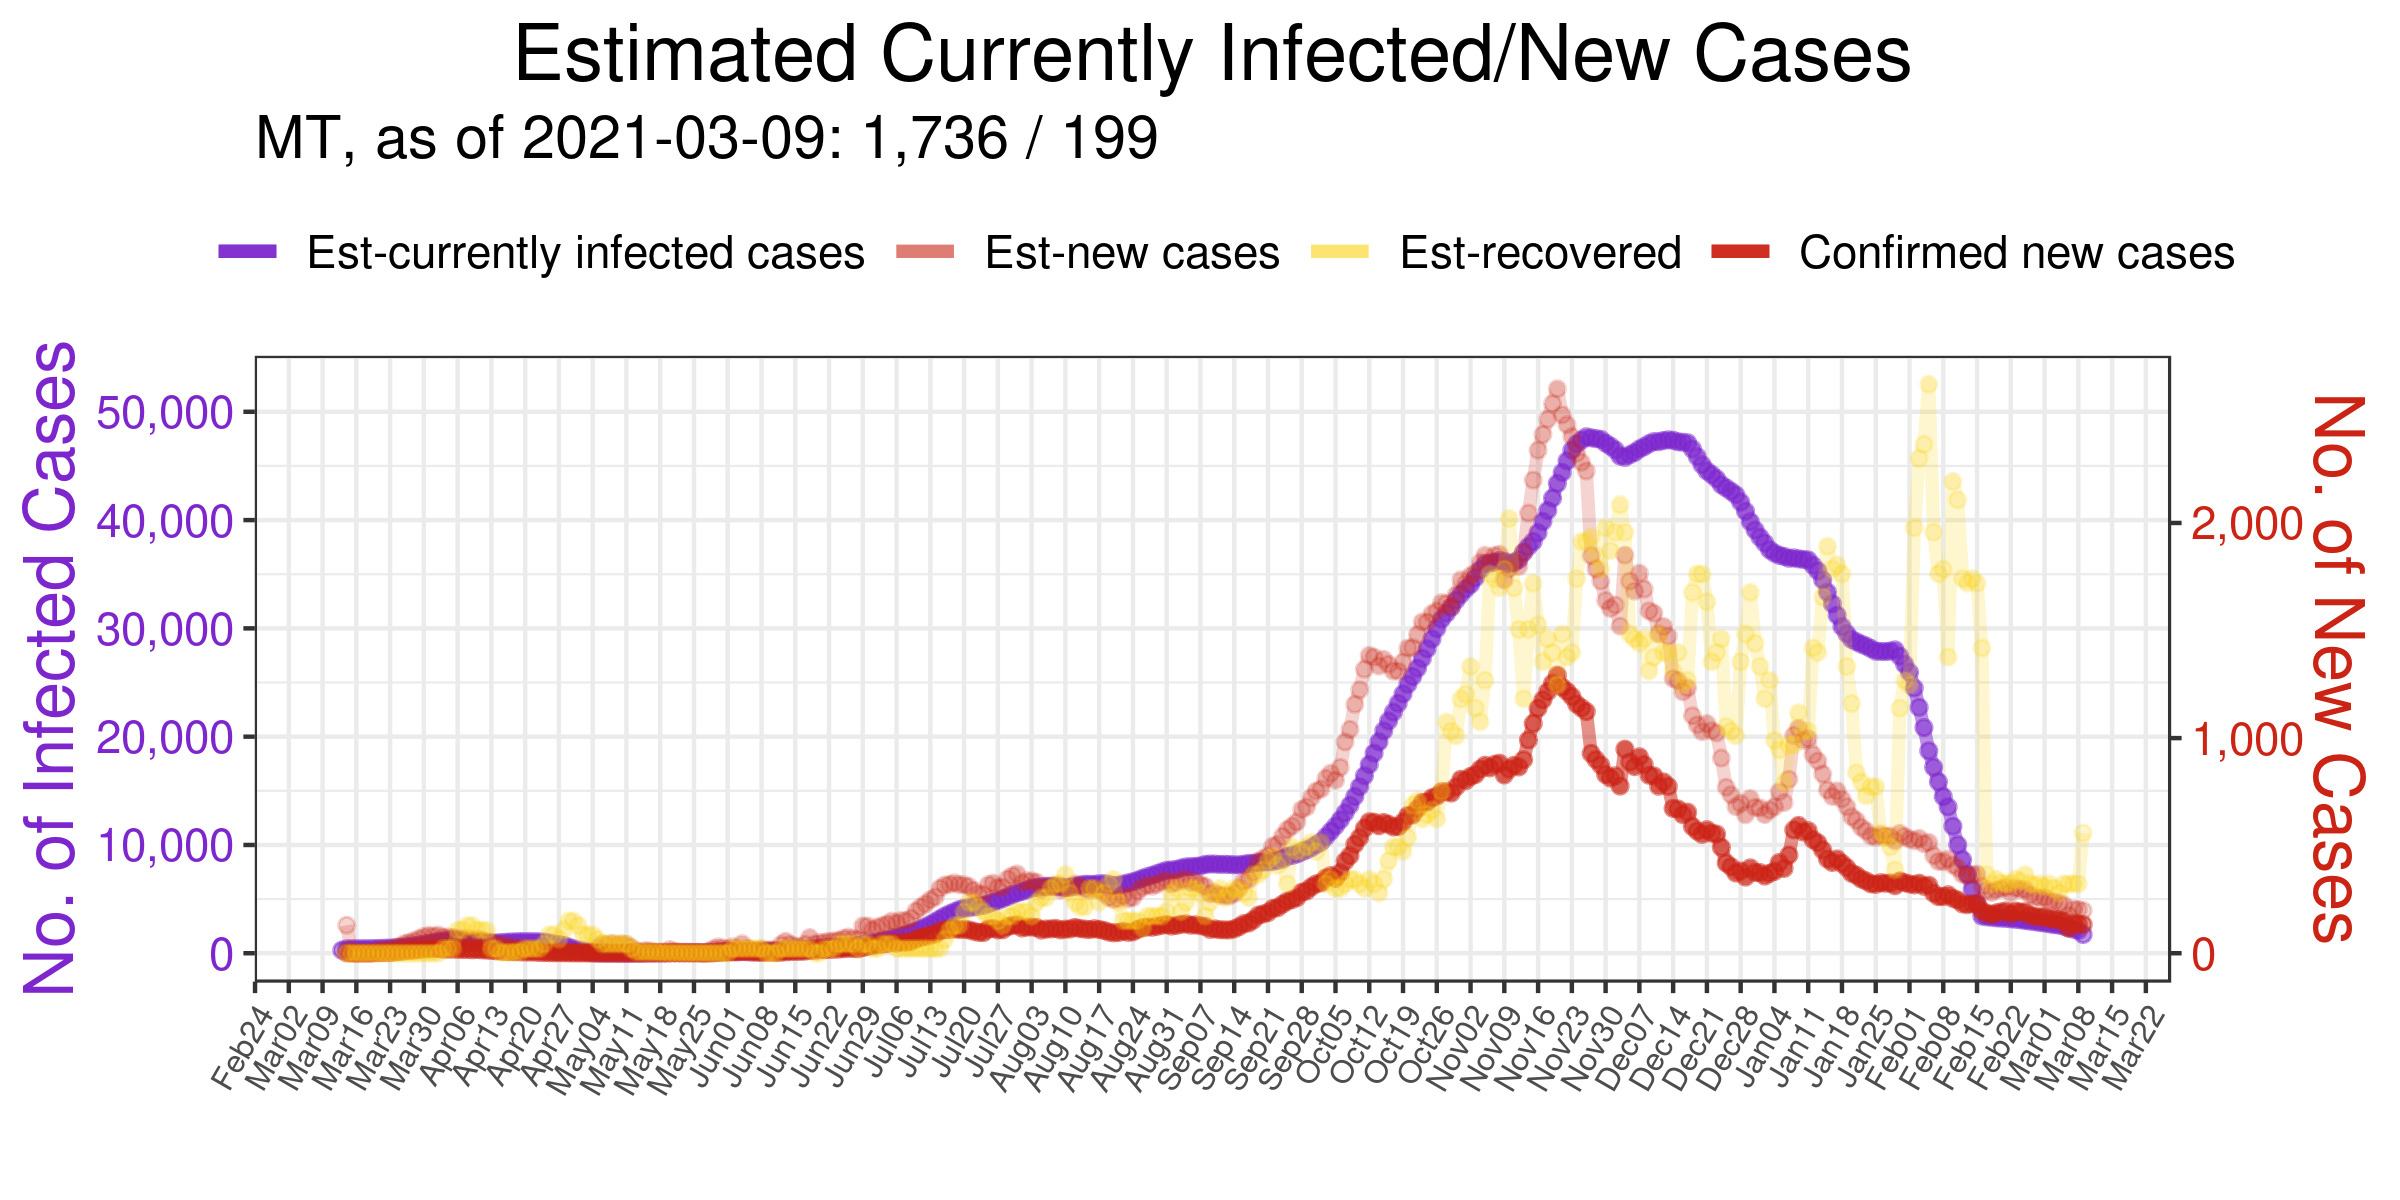 Estimated Currently Infected/New Cases
MT, as of 2021-03-09: 1,736 / 199
Est-currently infected cases
Est-new cases
Est-recovered
Confirmed new cases
No. of Infected Cases
50,000
40,000
30,000
20,000
10,000
0
No. of New Cases
2,000
1,000
0
Feb24
Mar02
Mar09
Mar16
Mar23
Mar30
Apr06
Apr13
Apr20
Apr27
May04
May11
May18
May25
Jun01
Jun08
Jun15
Jun22
Jun29
Jul06
Jul13
Jul20
Jul27
Aug03
Aug10
Aug17
Aug24
Aug31
Sep07
Sep14
Sep21
Sep28
Oct05
Oct12
Oct19
Oct26
Nov02
Nov09
Nov16
Nov23
Nov30
Dec07
Dec14
Dec21
Dec28
Jan04
Jan11
Jan18
Jan25
Feb01
Feb08
Feb15
Feb22
Mar01
Mar08
Mar15
Mar22